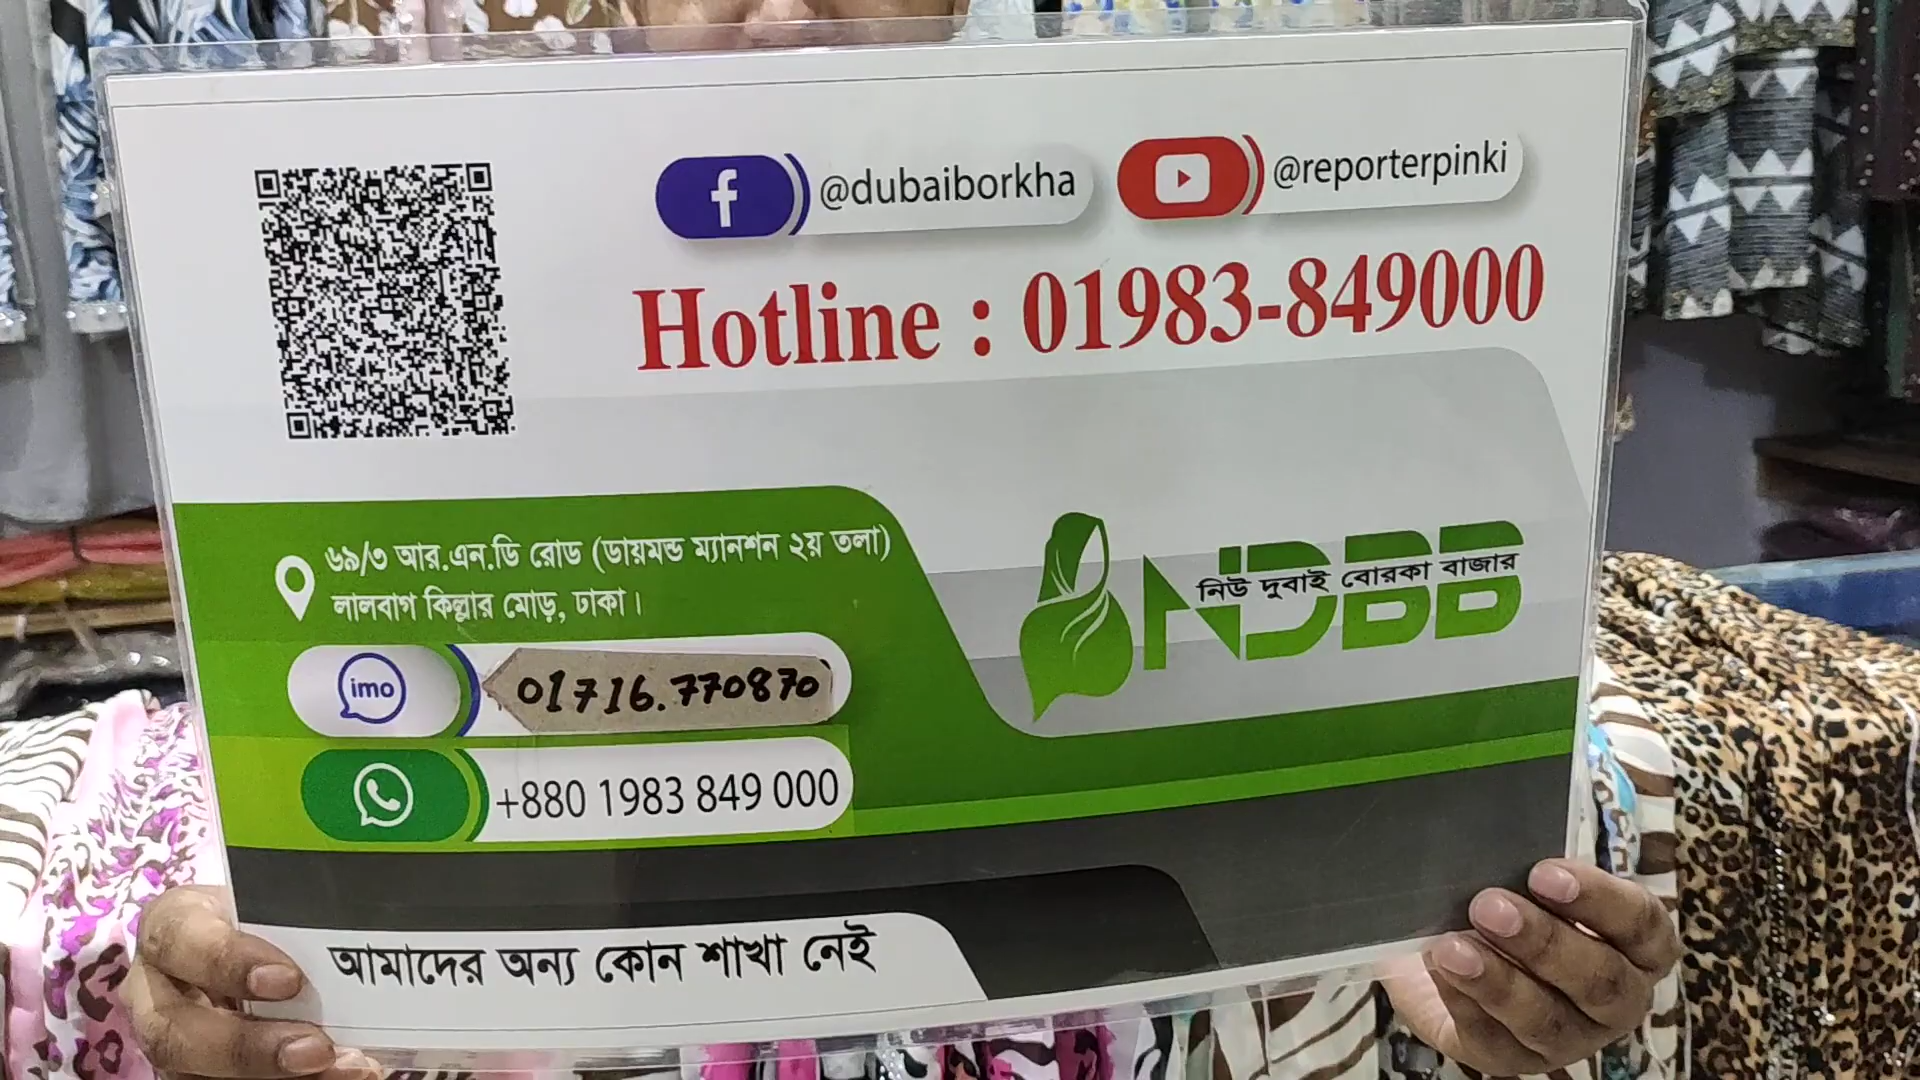 @dubaiborkha
@reporterpinki
Hotline : 01983-849000
৬৯/৩ আর.এন.ডি রোড (ডায়মন্ড ম্যানশন ২য় তলা)
লালবাগ কিল্লার মোড়, ঢাকা।
imo
01716.770870
+880 1983 849 000
NDBB
নিউ দুবাই বোরকা বাজার
আমাদের অন্য কোন শাখা নেই